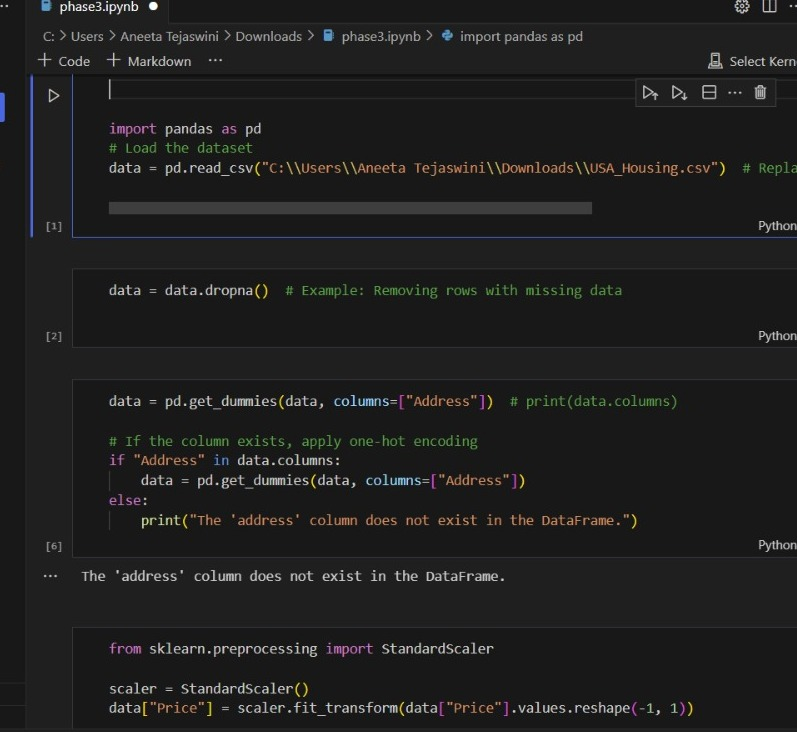 phase3.ipynb
C: > Users > Aneeta Tejaswini > Downloads > phase3.ipynb > import pandas as pd
+ Code + Markdown ...
Select Kern
import pandas as pd
# Load the dataset
data = pd.read_csv("C:\\Users\\Aneeta Tejaswini\\Downloads\\USA_Housing.csv")  # Repla
[1]
Python
data = data.dropna()  # Example: Removing rows with missing data
[2]
Python
data = pd.get_dummies(data, columns=["Address"])  # print(data.columns)
# If the column exists, apply one-hot encoding
if "Address" in data.columns:
    data = pd.get_dummies(data, columns=["Address"])
else:
    print("The 'address' column does not exist in the DataFrame.")
[6]
Python
... The 'address' column does not exist in the DataFrame.
from sklearn.preprocessing import StandardScaler
scaler = StandardScaler()
data["Price"] = scaler.fit_transform(data["Price"].values.reshape(-1, 1))